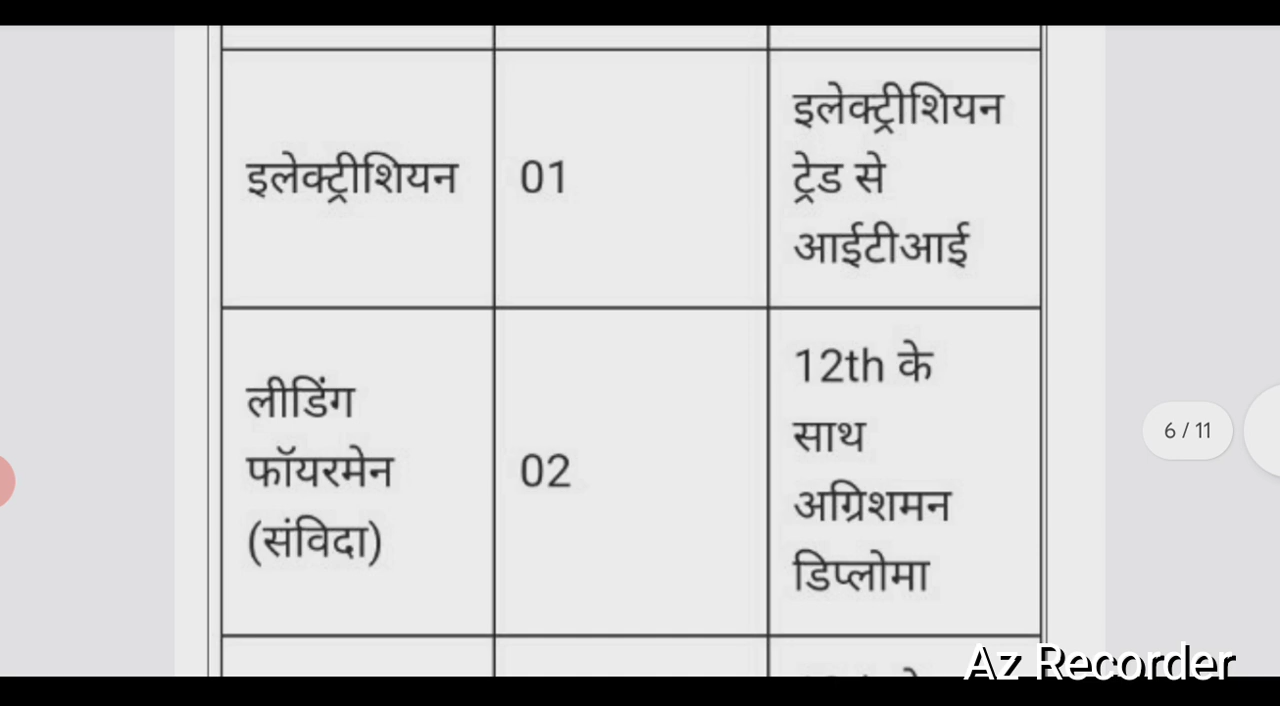 इलेक्ट्रीशियन
01
इलेक्ट्रीशियन
ट्रेड से
आईटीआई
लीडिंग
फॉयरमेन
(संविदा)
02
12th के
साथ
अग्रिशमन
डिप्लोमा
6 / 11
Az Recorder